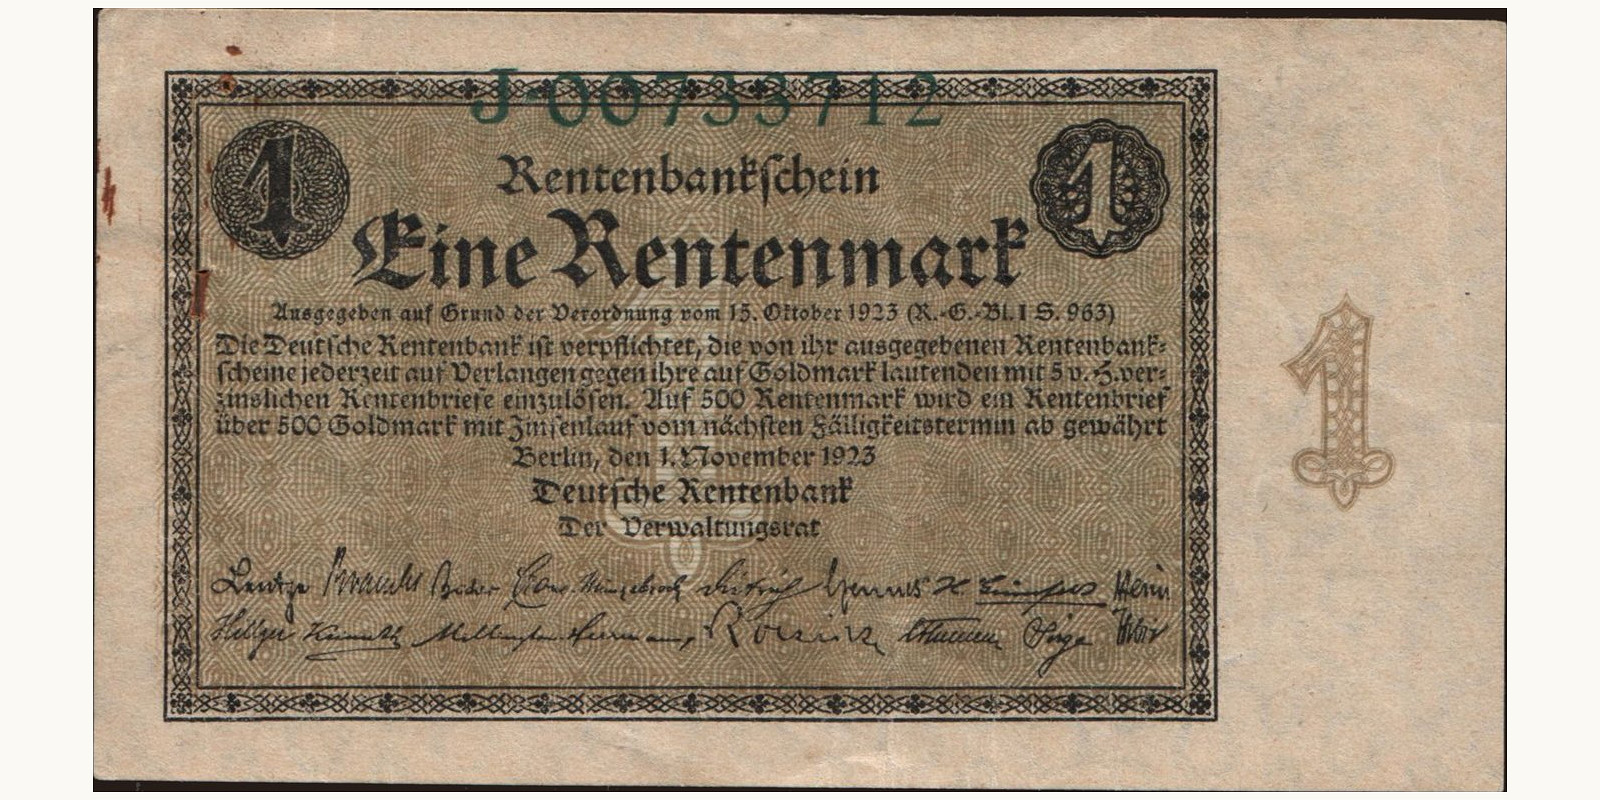 J·00733712
1
1
Rentenbankschein
Eine Rentenmark
Ausgegeben auf Grund der Verordnung vom 15. Oktober 1923 (R.-G.-Bl. I S. 963)
Die Deutsche Rentenbank ist verpflichtet, die von ihr ausgegebenen Rentenbank-
scheine jederzeit auf Verlangen gegen ihre auf Goldmark lautenden mit 5 v. H. ver-
zinslichen Rentenbriefe einzulösen. Auf 500 Rentenmark wird ein Rentenbrief
über 500 Goldmark mit Zinsenlauf vom nächsten Fälligkeitstermin ab gewährt
Berlin, den 1. November 1923
Deutsche Rentenbank
Der Verwaltungsrat
Lentze
Hillger
1